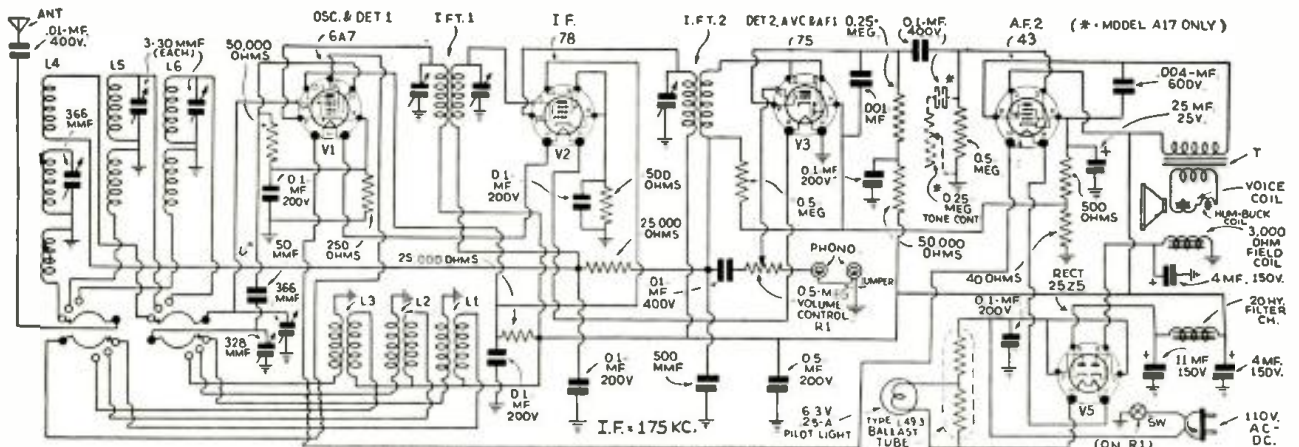 ANT
.01-MF.
400V.
L4
366
MMF
L5
3-30 MMF
(EACH)
L6
50,000
OHMS
OSC. & DET 1
6A7
V1
0.1
MF
200V
250
OHMS
50
MMF
366
MMF
328
MMF
I.F.T.1
I F.
78
V2
0.1
MF
200V
500
OHMS
25 000
OHMS
OHMS
L3
L2
L1
0.1
MF
200V
0.1-
MF
200V
I.F. = 175 KC.
I.F.T.2
DET 2, AVC & AF1
75
V3
0.25-
MEG.
0.1-MF.
400V.
.001
MF
0.5
MEG
0.1-MF
200V
50,000
OHMS
*
*
0.25
MEG
TONE CONT
0.5
MEG
.01
MF
400V
0.5-M
VOLUME
CONTROL
R1
PHONO
JUMPER
500
MMF
0.5
MF
200V
6.3V
.25-A
PILOT LIGHT
TYPE L49.3
BALLAST
TUBE
A.F.2
43
(* - MODEL A17 ONLY)
.004-MF.
600V.
25 MF.
25V.
+
T
VOICE
COIL
HUM-BUCK
COIL
500
OHMS
40 OHMS
3,000
OHM
FIELD
COIL
4 MF. 150V.
+
RECT
25Z5
V5
0.1-MF
200V
20 HY.
FILTER
CH.
+
11 MF
150V
+
4 MF.
150V.
SW
(ON R1)
110V.
AC-
DC.